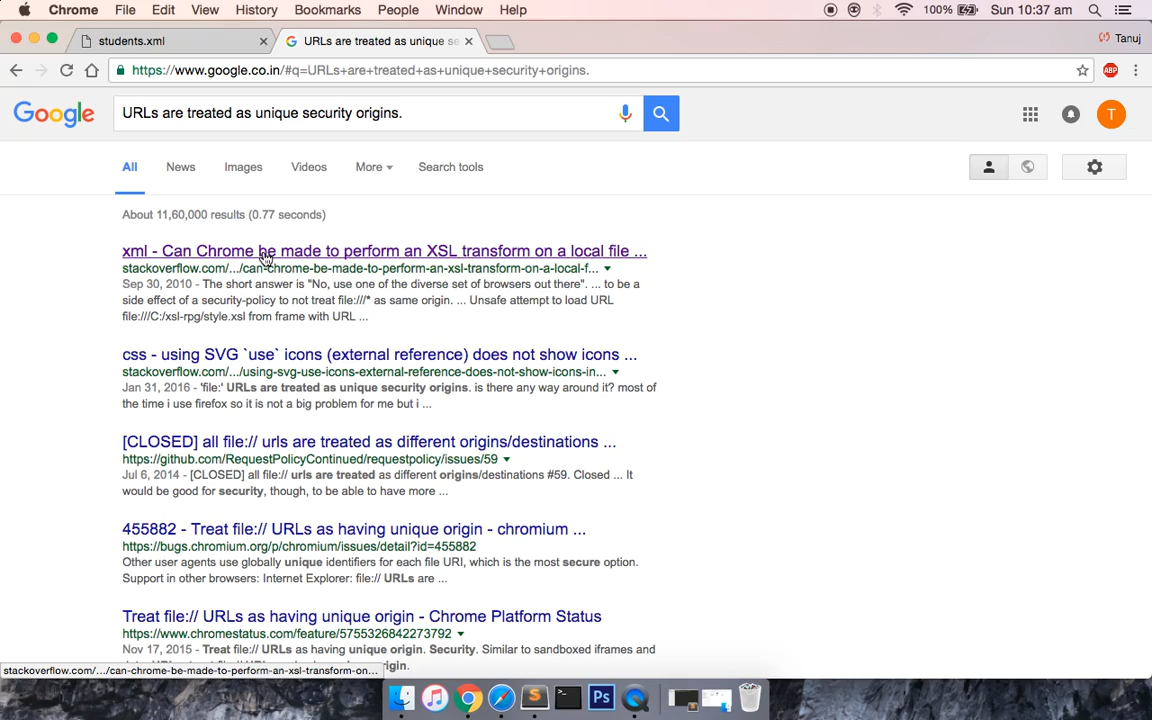 Chrome File Edit View History Bookmarks People Window Help 100% Sun 10:37 am
students.xml URLs are treated as unique se Tanuj
https://www.google.co.in/#q=URLs+are+treated+as+unique+security+origins. ABP
Google URLs are treated as unique security origins. T
All News Images Videos More Search tools
About 11,60,000 results (0.77 seconds)
xml - Can Chrome be made to perform an XSL transform on a local file ...
stackoverflow.com/.../can-chrome-be-made-to-perform-an-xsl-transform-on-a-local-f...
Sep 30, 2010 - The short answer is "No, use one of the diverse set of browsers out there". ... to be a
side effect of a security-policy to not treat file:///* as same origin. ... Unsafe attempt to load URL
file:///C:/xsl-rpg/style.xsl from frame with URL ...
css - using SVG `use` icons (external reference) does not show icons ...
stackoverflow.com/.../using-svg-use-icons-external-reference-does-not-show-icons-in...
Jan 31, 2016 - 'file:' URLs are treated as unique security origins. is there any way around it? most of
the time i use firefox so it is not a big problem for me but i ...
[CLOSED] all file:// urls are treated as different origins/destinations ...
https://github.com/RequestPolicyContinued/requestpolicy/issues/59
Jul 6, 2014 - [CLOSED] all file:// urls are treated as different origins/destinations #59. Closed ... It
would be good for security, though, to be able to have more ...
455882 - Treat file:// URLs as having unique origin - chromium ...
https://bugs.chromium.org/p/chromium/issues/detail?id=455882
Other user agents use globally unique identifiers for each file URI, which is the most secure option.
Support in other browsers: Internet Explorer: file:// URLs are ...
Treat file:// URLs as having unique origin - Chrome Platform Status
https://www.chromestatus.com/feature/5755326842273792
Nov 17, 2015 - Treat file:// URLs as having unique origin. Security. Similar to sandboxed iframes and
stackoverflow.com/.../can-chrome-be-made-to-perform-an-xsl-transform-on...
Ps